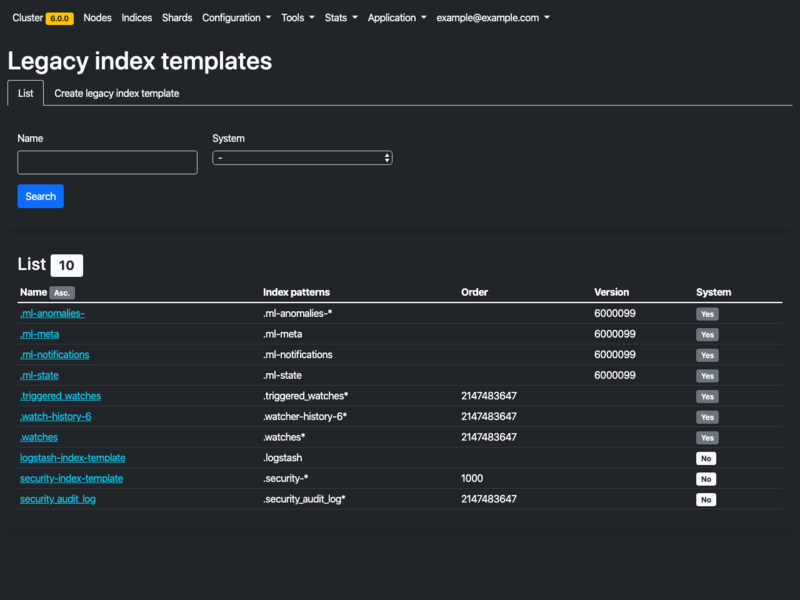 Cluster 6.0.0 Nodes Indices Shards Configuration Tools Stats Application example@example.com
Legacy index templates
List Create legacy index template
Name System
-
Search
List 10
Name Asc. Index patterns Order Version System
.ml-anomalies- .ml-anomalies-* 6000099 Yes
.ml-meta .ml-meta 6000099 Yes
.ml-notifications .ml-notifications 6000099 Yes
.ml-state .ml-state 6000099 Yes
.triggered_watches .triggered_watches* 2147483647 Yes
.watch-history-6 .watcher-history-6* 2147483647 Yes
.watches .watches* 2147483647 Yes
logstash-index-template .logstash No
security-index-template .security-* 1000 No
security_audit_log .security_audit_log* 2147483647 No